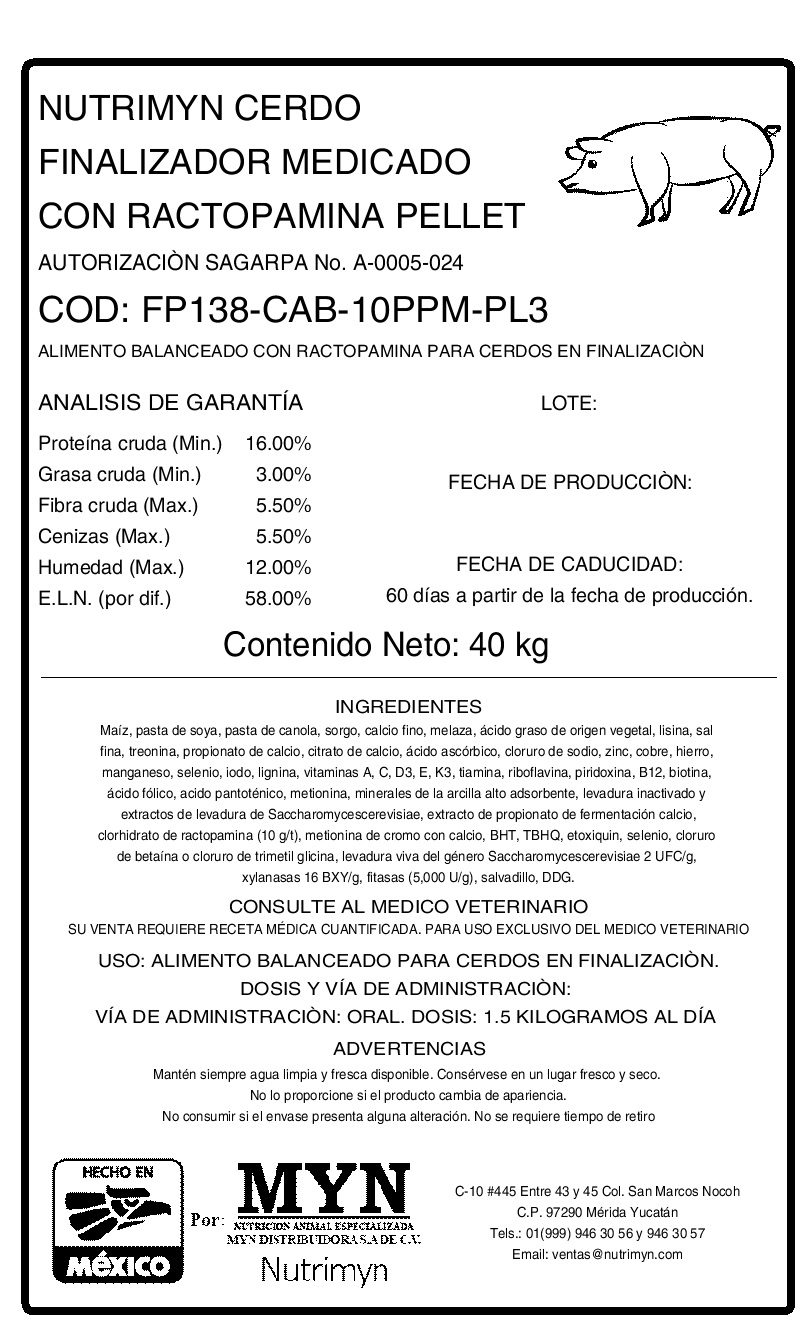 NUTRIMYN CERDO
FINALIZADOR MEDICADO
CON RACTOPAMINA PELLET
AUTORIZACIÒN SAGARPA No. A-0005-024
COD: FP138-CAB-10PPM-PL3
ALIMENTO BALANCEADO CON RACTOPAMINA PARA CERDOS EN FINALIZACIÒN
ANALISIS DE GARANTÍA
Proteína cruda (Min.) 16.00%
Grasa cruda (Min.) 3.00%
Fibra cruda (Max.) 5.50%
Cenizas (Max.) 5.50%
Humedad (Max.) 12.00%
E.L.N. (por dif.) 58.00%
LOTE:
FECHA DE PRODUCCIÒN:
FECHA DE CADUCIDAD:
60 días a partir de la fecha de producción.
Contenido Neto: 40 kg
INGREDIENTES
Maíz, pasta de soya, pasta de canola, sorgo, calcio fino, melaza, ácido graso de origen vegetal, lisina, sal
fina, treonina, propionato de calcio, citrato de calcio, ácido ascórbico, cloruro de sodio, zinc, cobre, hierro,
manganeso, selenio, iodo, lignina, vitaminas A, C, D3, E, K3, tiamina, riboflavina, piridoxina, B12, biotina,
ácido fólico, acido pantoténico, metionina, minerales de la arcilla alto adsorbente, levadura inactivado y
extractos de levadura de Saccharomycescerevisiae, extracto de propionato de fermentación calcio,
clorhidrato de ractopamina (10 g/t), metionina de cromo con calcio, BHT, TBHQ, etoxiquin, selenio, cloruro
de betaína o cloruro de trimetil glicina, levadura viva del género Saccharomycescerevisiae 2 UFC/g,
xylanasas 16 BXY/g, fitasas (5,000 U/g), salvadillo, DDG.
CONSULTE AL MEDICO VETERINARIO
SU VENTA REQUIERE RECETA MÉDICA CUANTIFICADA. PARA USO EXCLUSIVO DEL MEDICO VETERINARIO
USO: ALIMENTO BALANCEADO PARA CERDOS EN FINALIZACIÒN.
DOSIS Y VÍA DE ADMINISTRACIÒN:
VÍA DE ADMINISTRACIÒN: ORAL. DOSIS: 1.5 KILOGRAMOS AL DÍA
ADVERTENCIAS
Mantén siempre agua limpia y fresca disponible. Consérvese en un lugar fresco y seco.
No lo proporcione si el producto cambia de apariencia.
No consumir si el envase presenta alguna alteración. No se requiere tiempo de retiro
HECHO EN
MéXICO
Por:
MYN
NUTRICION ANIMAL ESPECIALIZADA
MYN DISTRIBUIDORA S.A DE C.V.
Nutrimyn
C-10 #445 Entre 43 y 45 Col. San Marcos Nocoh
C.P. 97290 Mérida Yucatán
Tels.: 01(999) 946 30 56 y 946 30 57
Email: ventas@nutrimyn.com